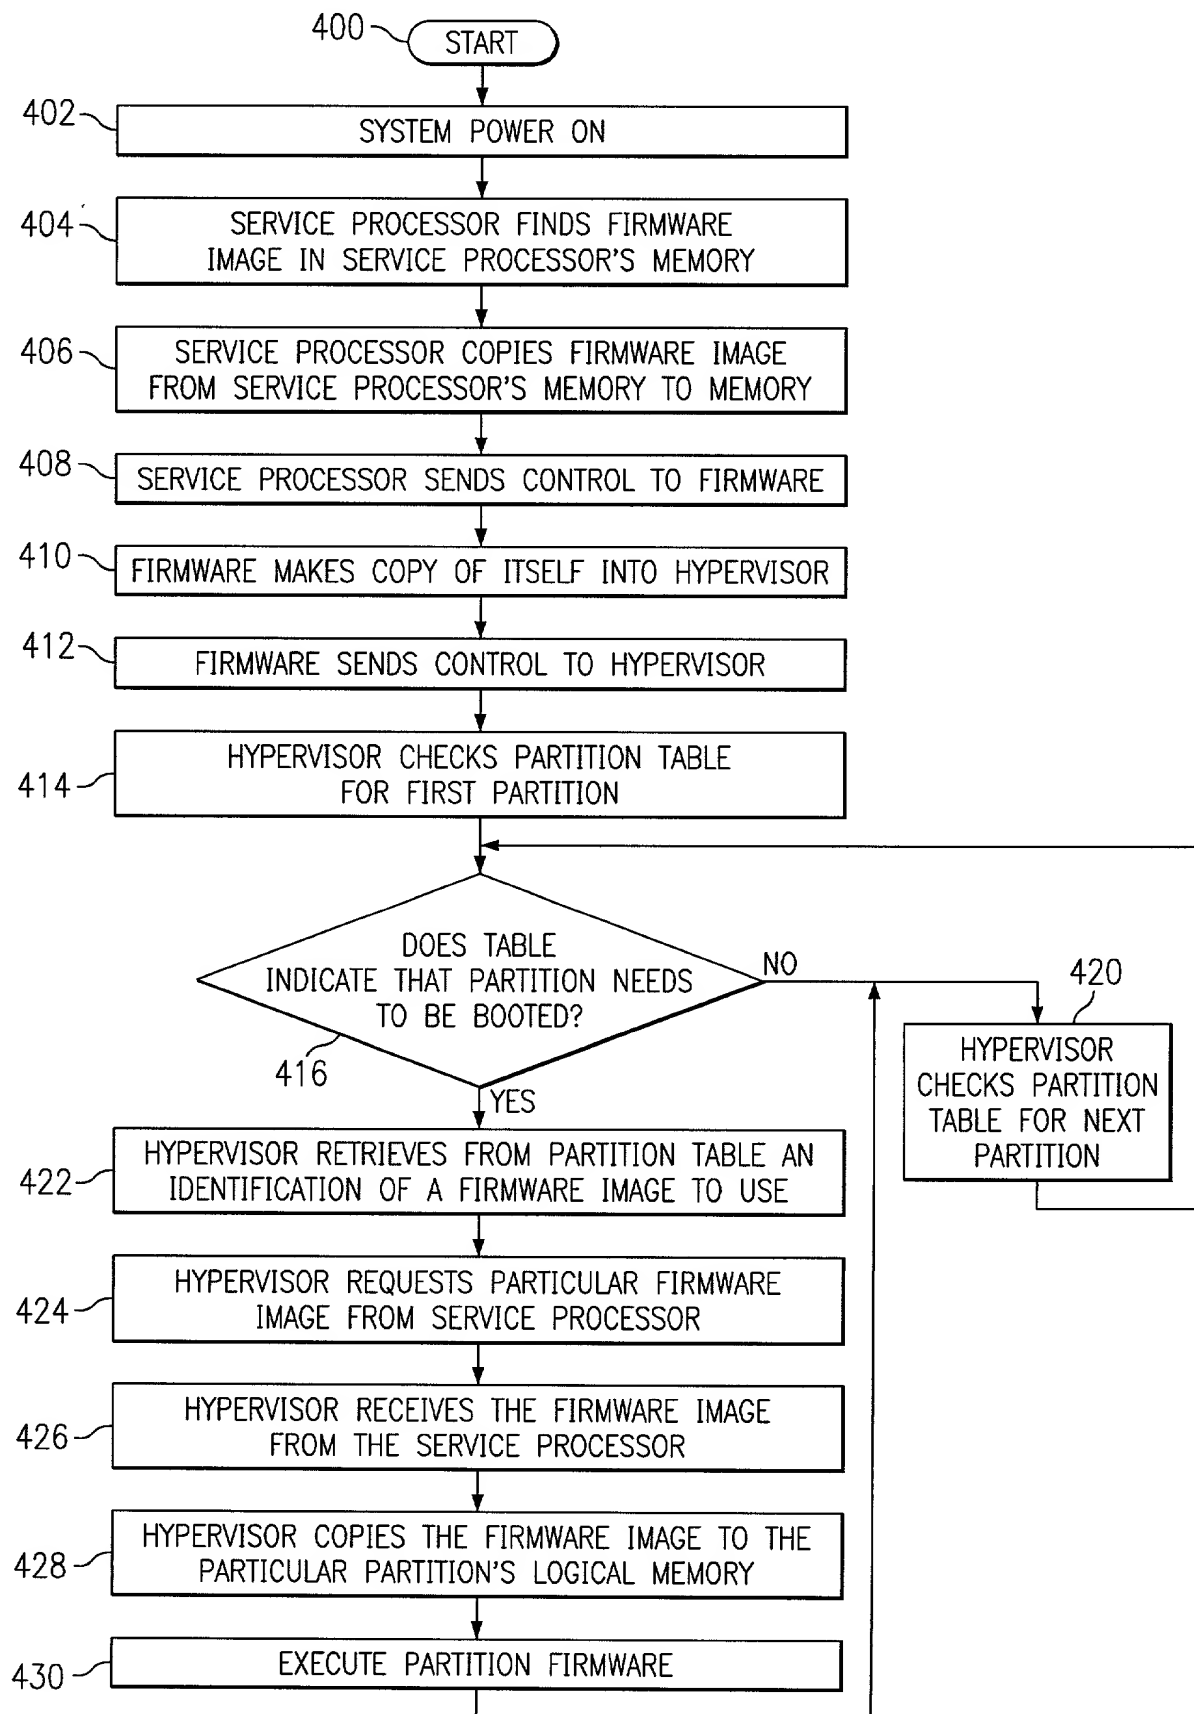 400
START
402
SYSTEM POWER ON
404
SERVICE PROCESSOR FINDS FIRMWARE
IMAGE IN SERVICE PROCESSOR'S MEMORY
406
SERVICE PROCESSOR COPIES FIRMWARE IMAGE
FROM SERVICE PROCESSOR'S MEMORY TO MEMORY
408
SERVICE PROCESSOR SENDS CONTROL TO FIRMWARE
410
FIRMWARE MAKES COPY OF ITSELF INTO HYPERVISOR
412
FIRMWARE SENDS CONTROL TO HYPERVISOR
414
HYPERVISOR CHECKS PARTITION TABLE
FOR FIRST PARTITION
DOES TABLE
INDICATE THAT PARTITION NEEDS
TO BE BOOTED?
416
NO
YES
420
HYPERVISOR
CHECKS PARTITION
TABLE FOR NEXT
PARTITION
422
HYPERVISOR RETRIEVES FROM PARTITION TABLE AN
IDENTIFICATION OF A FIRMWARE IMAGE TO USE
424
HYPERVISOR REQUESTS PARTICULAR FIRMWARE
IMAGE FROM SERVICE PROCESSOR
426
HYPERVISOR RECEIVES THE FIRMWARE IMAGE
FROM THE SERVICE PROCESSOR
428
HYPERVISOR COPIES THE FIRMWARE IMAGE TO THE
PARTICULAR PARTITION'S LOGICAL MEMORY
430
EXECUTE PARTITION FIRMWARE